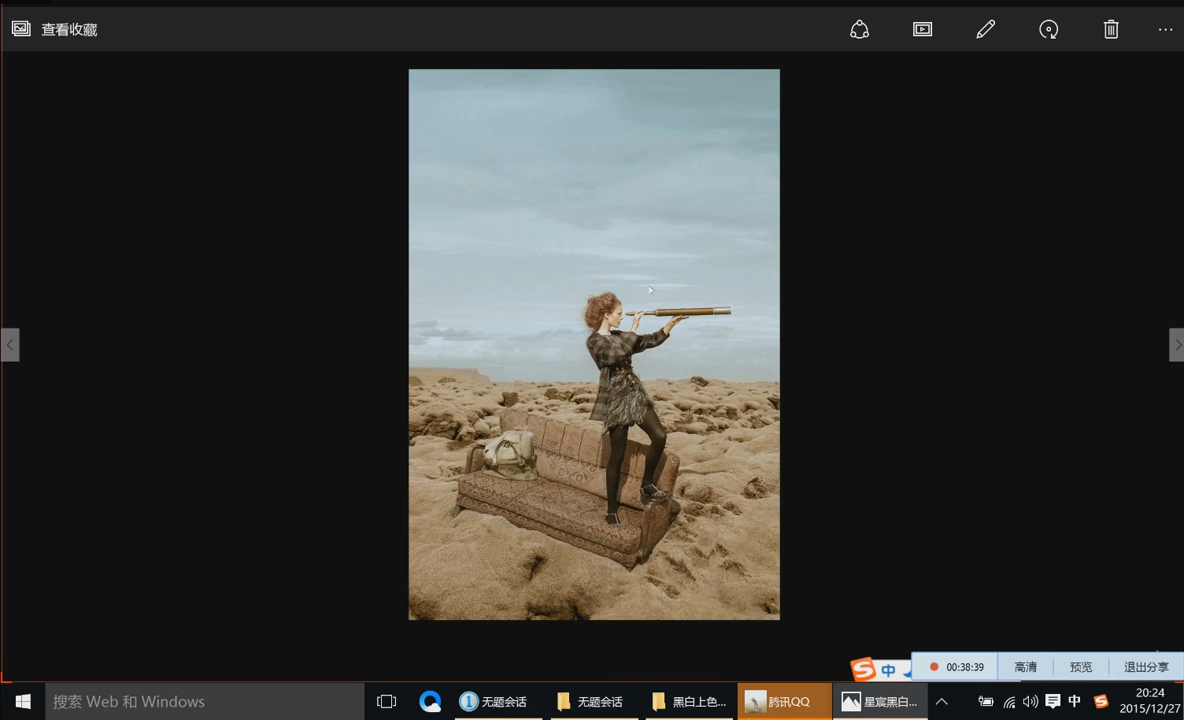 查看收藏
00:38:39
高清
预览
退出分享
搜索 Web 和 Windows
无题会话
无题会话
黑白上色...
腾讯QQ
星宸黑白...
中
中
20:24
2015/12/27